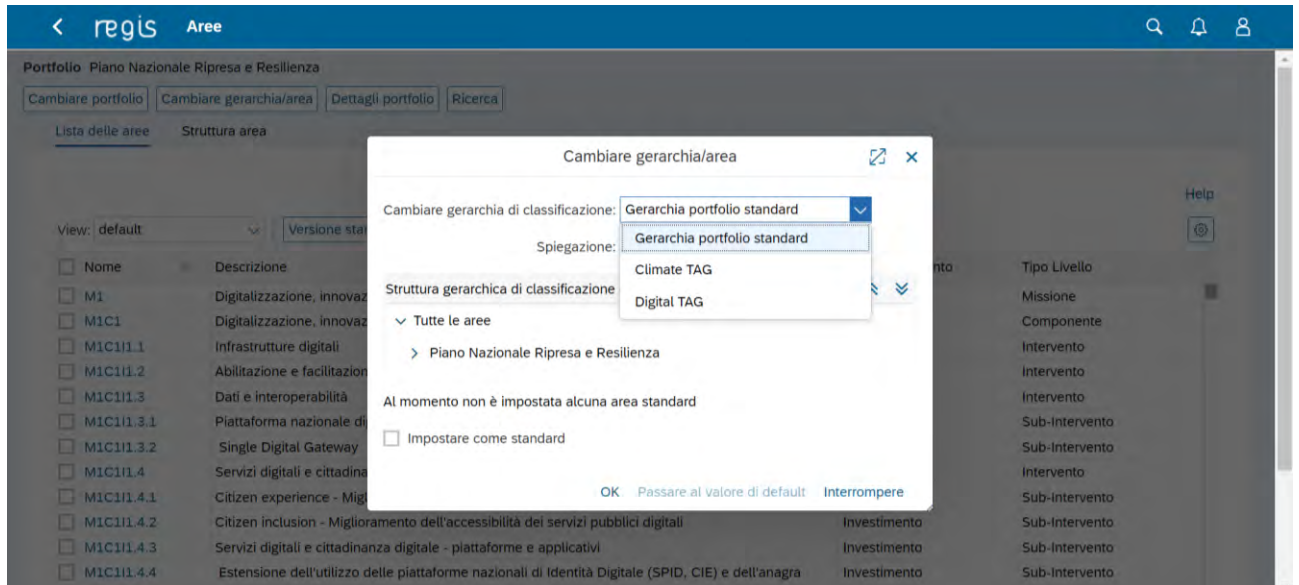 regis Aree
Portfolio Piano Nazionale Ripresa e Resilienza
Cambiare portfolio Cambiare gerarchia/area Dettagli portfolio Ricerca
Lista delle aree Struttura area
Cambiare gerarchia/area
Help
Cambiare gerarchia di classificazione: Gerarchia portfolio standard
View: default Versione sta
Spiegazione: Gerarchia portfolio standard
Climate TAG
Digital TAG
Struttura gerarchica di classificazione
Tutte le aree
Piano Nazionale Ripresa e Resilienza
Al momento non è impostata alcuna area standard
Impostare come standard
OK Passare al valore di default Interrompere
Nome Descrizione nto Tipo Livello
M1 Digitalizzazione, innovaz Missione
M1C1 Digitalizzazione, innovaz Componente
M1C1I1.1 Infrastrutture digitali Intervento
M1C1I1.2 Abilitazione e facilitazion Intervento
M1C1I1.3 Dati e interoperabilità Intervento
M1C1I1.3.1 Piattaforma nazionale di Sub-Intervento
M1C1I1.3.2 Single Digital Gateway Sub-Intervento
M1C1I1.4 Servizi digitali e cittadina Intervento
M1C1I1.4.1 Citizen experience - Migl Sub-Intervento
M1C1I1.4.2 Citizen inclusion - Miglioramento dell'accessibilità dei servizi pubblici digitali Investimento Sub-Intervento
M1C1I1.4.3 Servizi digitali e cittadinanza digitale - piattaforme e applicativi Investimento Sub-Intervento
M1C1I1.4.4 Estensione dell'utilizzo delle piattaforme nazionali di Identità Digitale (SPID, CIE) e dell'anagra Investimento Sub-Intervento